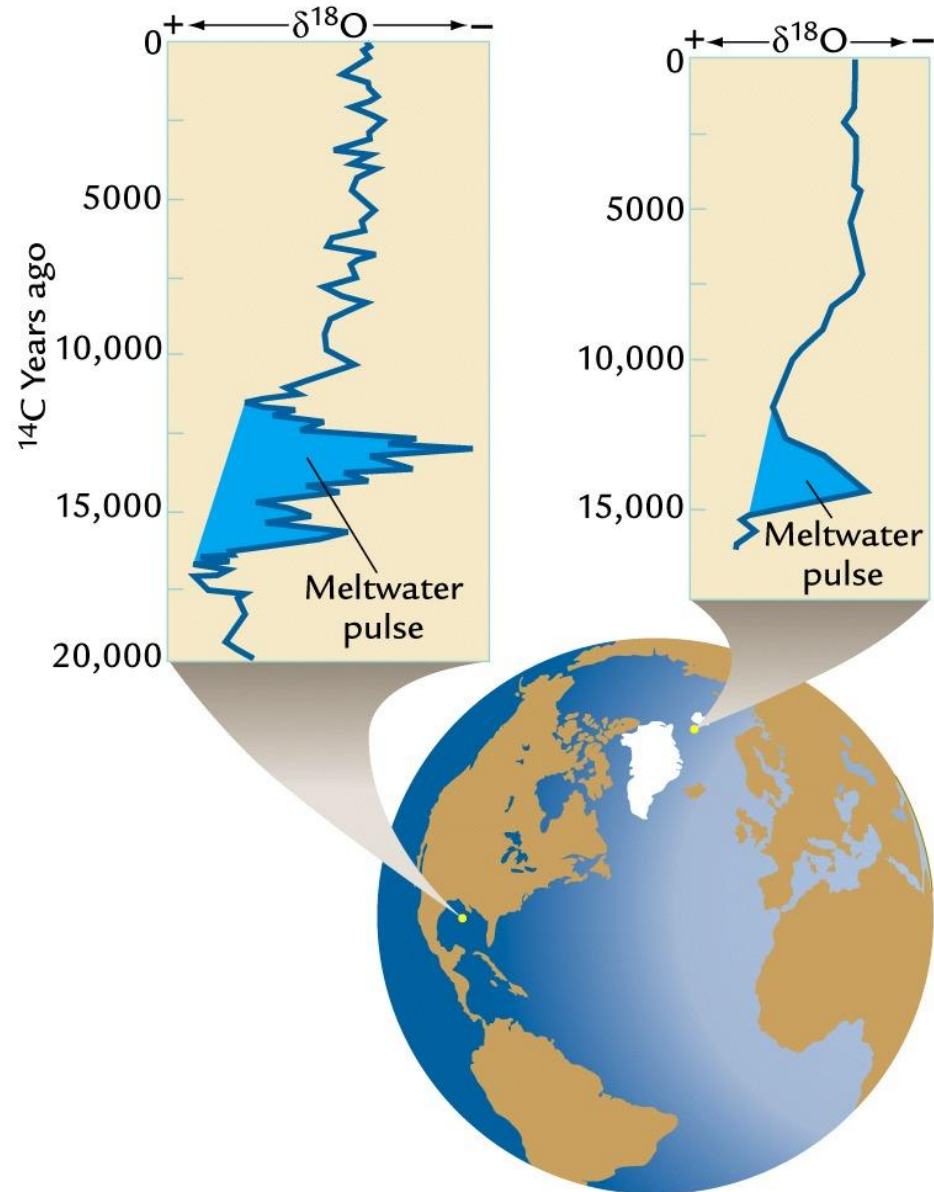 + ← δ¹⁸O → −
0
5000
10,000
15,000
20,000
¹⁴C Years ago
Meltwater
pulse
+ ← δ¹⁸O → −
0
5000
10,000
15,000
Meltwater
pulse